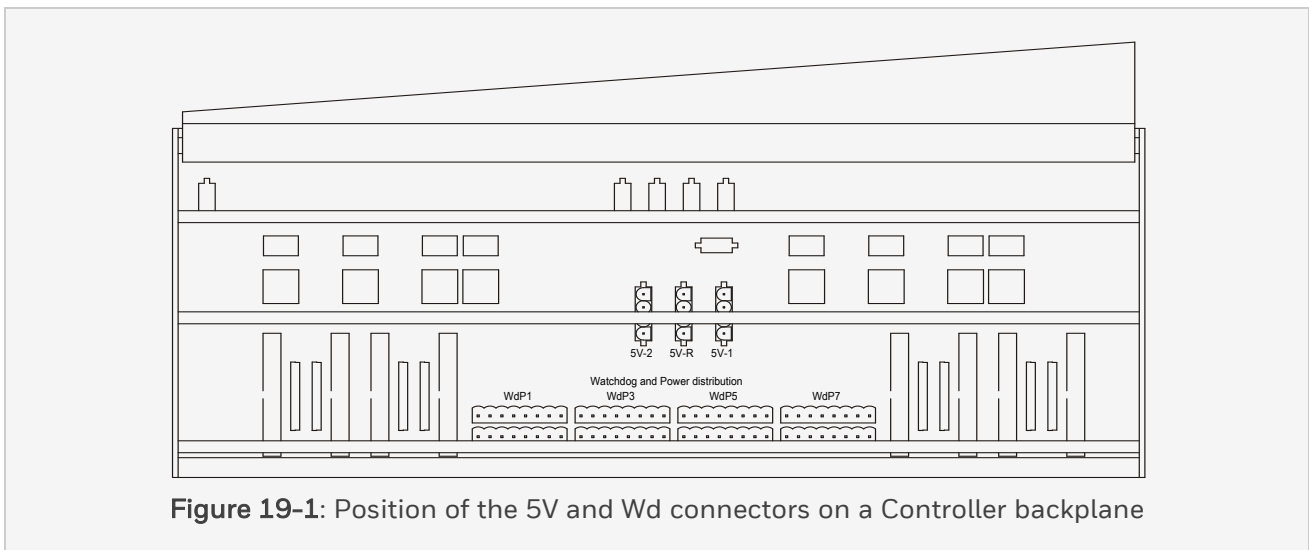 5V-2 5V-R 5V-1
Watchdog and Power distribution
WdP1 WdP3 WdP5 WdP7
Figure 19-1: Position of the 5V and Wd connectors on a Controller backplane